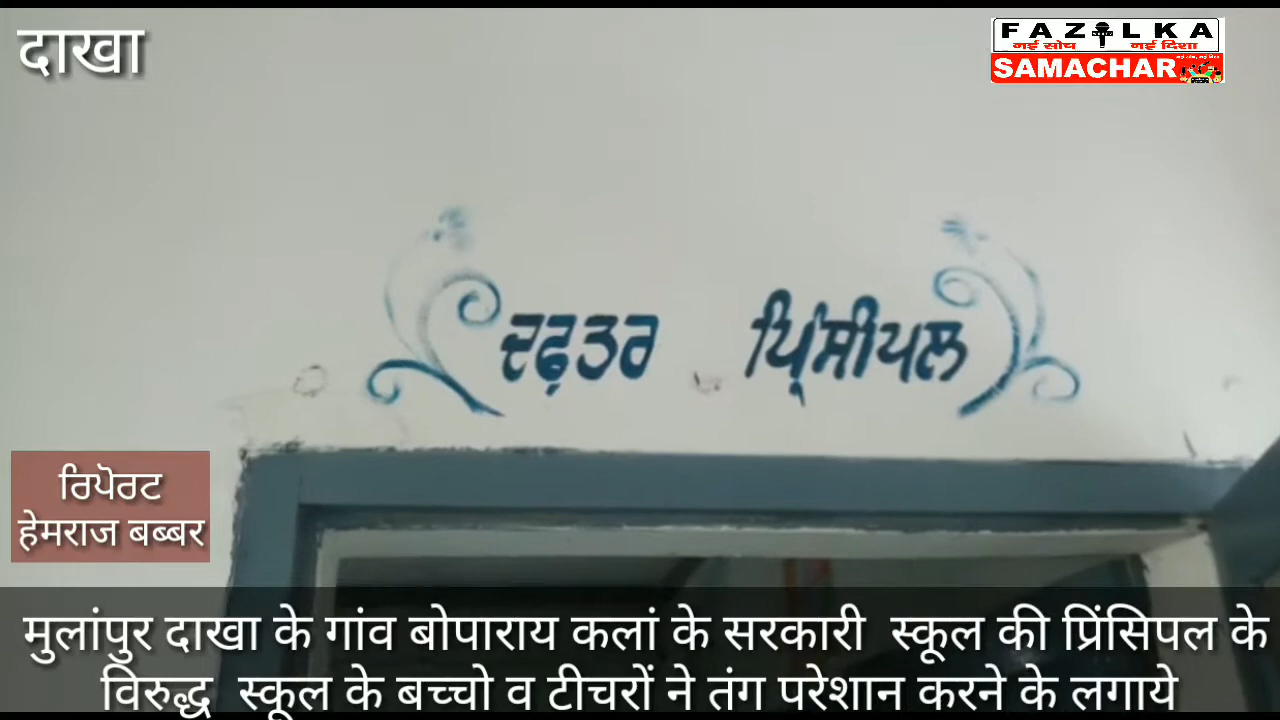 दाखा
FAZILKA
नई सोच नई दिशा
SAMACHAR
ਦਫ਼ਤਰ ਪ੍ਰਿੰਸੀਪਲ
ਰਿਪੋਰਟ
हेमराज बब्बर
मुलांपुर दाखा के गांव बोपाराय कलां के सरकारी स्कूल की प्रिंसिपल के
विरुद्ध स्कूल के बच्चो व टीचरों ने तंग परेशान करने के लगाये